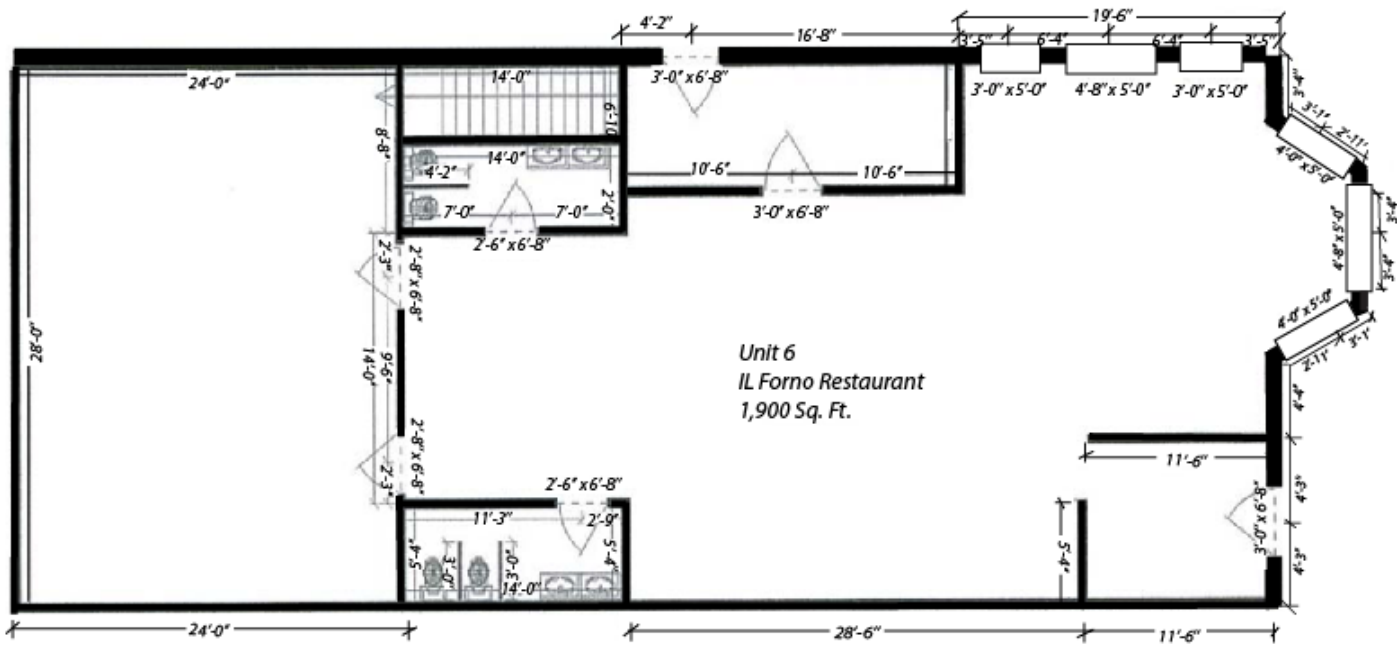 4'-2"
19'-6"
16'-8"
3'-5"
6'-4"
6'-4"
3'-5"
24'-0"
14'-0"
3'-0" x 6'-8"
3'-0" x 5'-0"
4'-8" x 5'-0"
3'-0" x 5'-0"
3'-4"
6'-10
3'-1"
2'-11'
8'-8"
14'-0"
4'-2"
10'-6"
10'-6"
4'-0" x 5'-0"
2'-0"
7'-0"
7'-0"
3'-0" x 6'-8"
2'-6" x 6'-8"
4'-8" x 5'-0"
3'-4"
3'-4"
2'-3"
2'-8" x 6'-8"
28'-0"
4'-0" x 5'-0"
2'-11'
3'-1'
Unit 6
IL Forno Restaurant
1,900 Sq. Ft.
9'-6"
14'-0"
4'-4"
2'-8" x 6'-8"
2'-3"
11'-6"
2'-6" x 6'-8"
11'-3"
2'-9"
4'-3"
3'-0" x 6'-8"
5'-4"
3'-0"
3'-0"
5'-4"
5'-4"
4'-3"
14'-0"
24'-0"
28'-6"
11'-6"